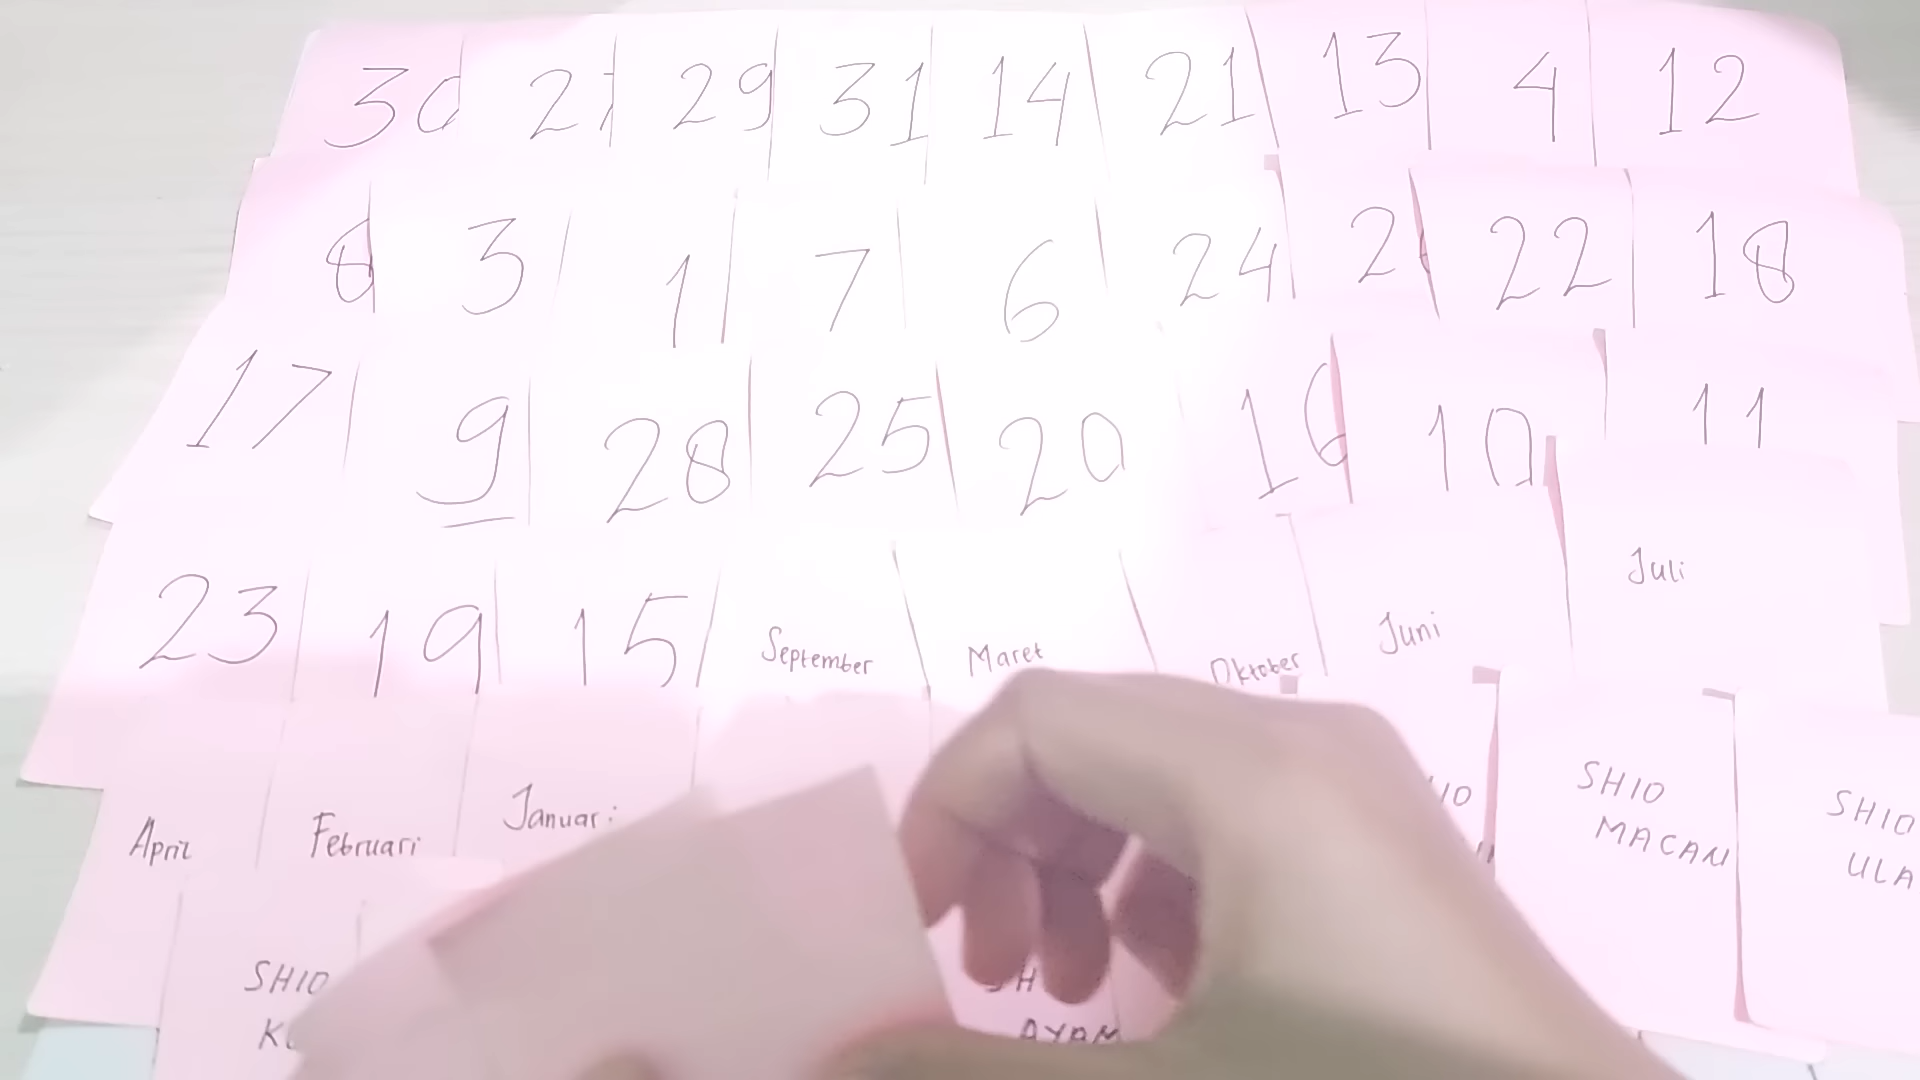 30 27 29 31 14 21 13 4 12
8 3 1 7 6 24 2 22 18
17 9 28 25 20 16 10 11
23 19 15 September Maret Oktober Juni Juli
April Februari Januari
SHIO
MACAN
SHIO
SHIO
AYAM